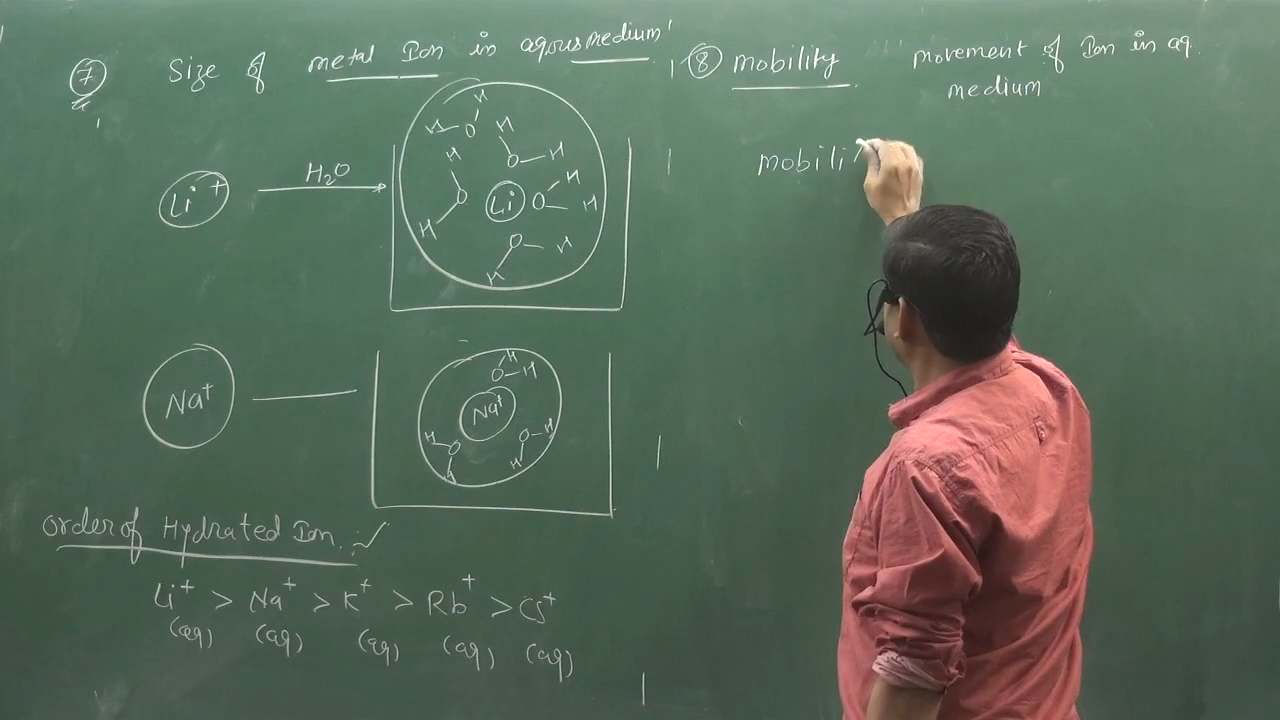 7 Size of metal Ion in aqous medium
Li+
H2O
H
H
O
H
H
O
H
H
O
H
Li
O
H
H
O
H
H
Na+
H
O
H
Na+
H
O
H
O
H
H
Order of Hydrated Ion :-
Li+ > Na+ > K+ > Rb+ > Cs+
(aq) (aq) (aq) (aq) (aq)
8 mobility
movement of Ion in aq.
medium
mobili